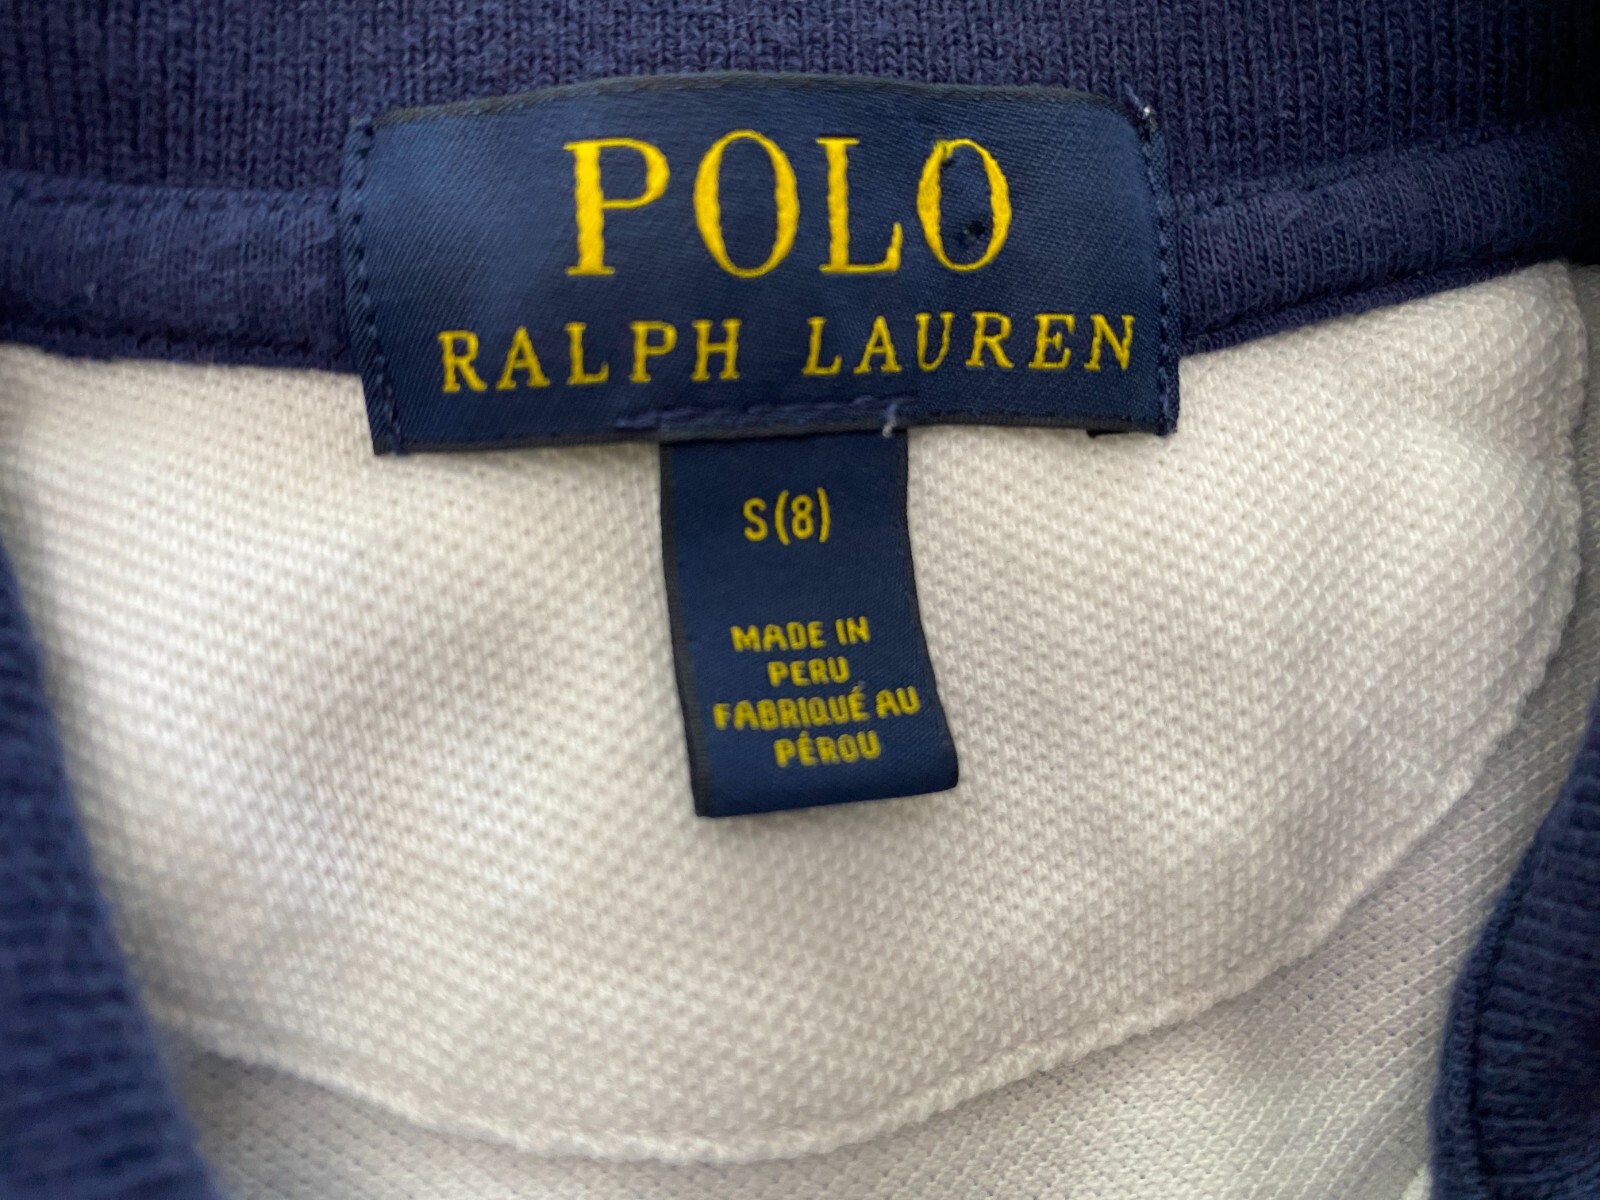 POLO
RALPH LAUREN
S(8)
MADE IN
PERU
FABRIQUÉ AU
PÉROU